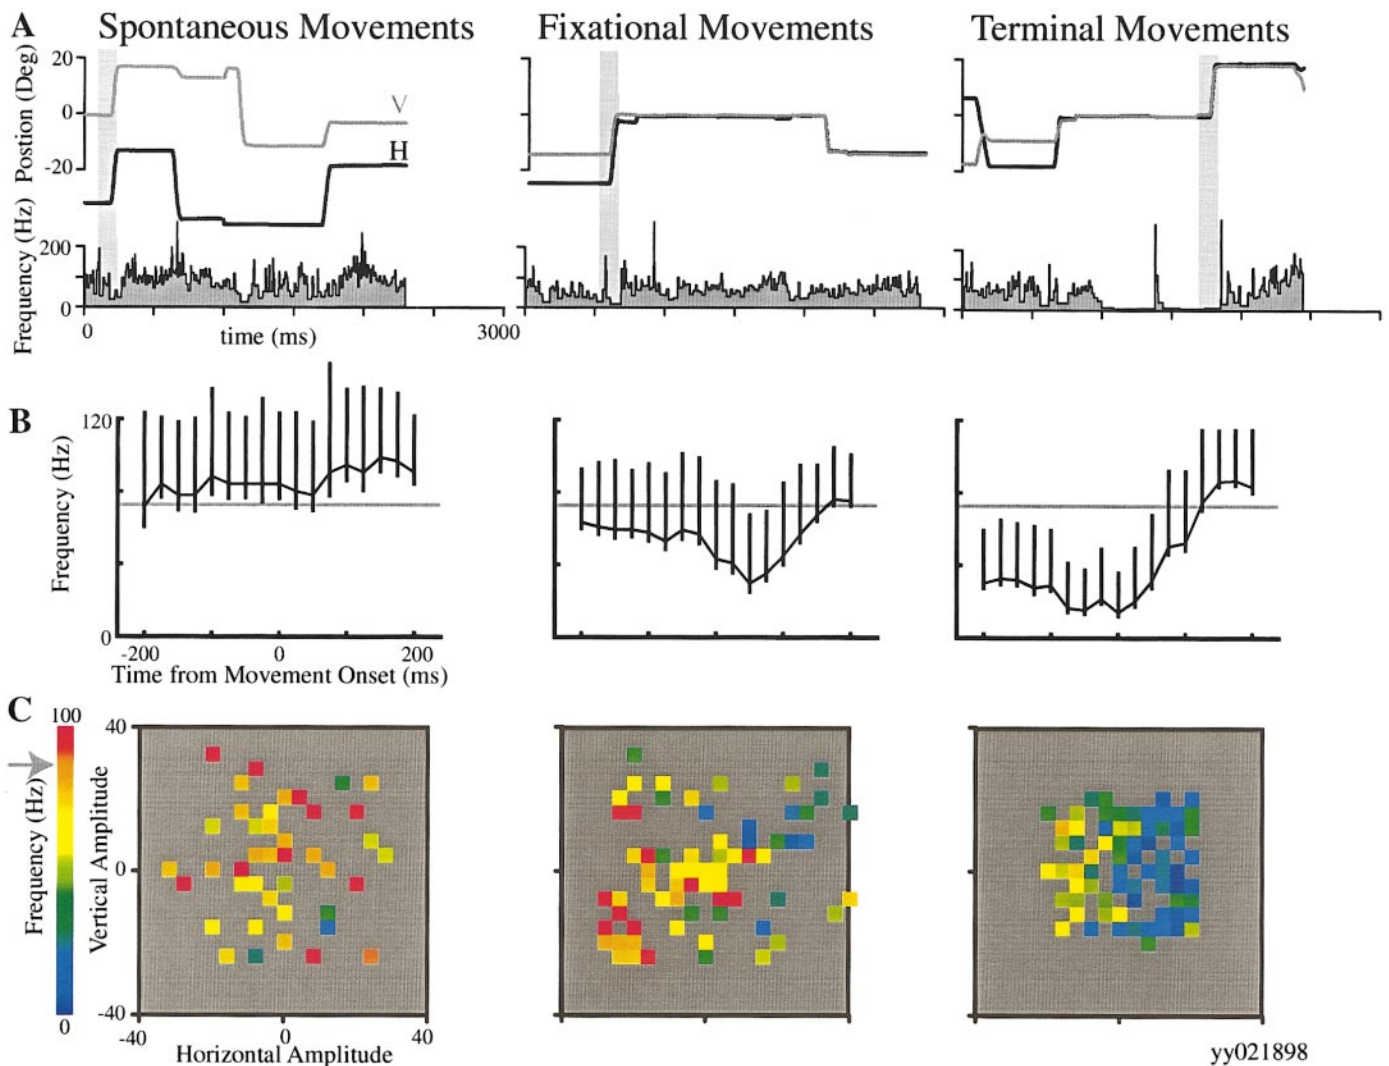 A Spontaneous Movements Fixational Movements Terminal Movements
Postion (Deg)
20
0
-20
V
H
Frequency (Hz)
200
0
0 time (ms) 3000
B
Frequency (Hz)
120
0
-200 0 200
Time from Movement Onset (ms)
C
100
Frequency (Hz)
0
Vertical Amplitude
40
0
-40
-40 0 40
Horizontal Amplitude
yy021898